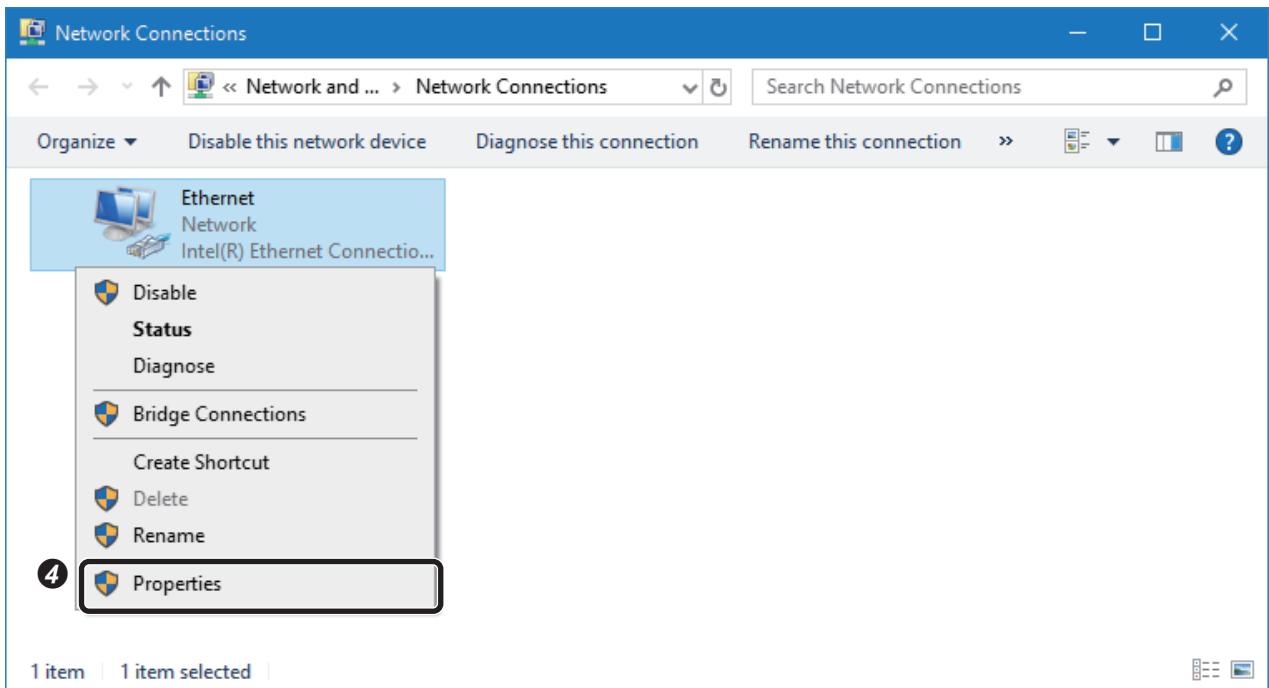 Network Connections
« Network and ... › Network Connections
Search Network Connections
Organize
Disable this network device
Diagnose this connection
Rename this connection
»
?
Ethernet
Network
Intel(R) Ethernet Connectio...
Disable
Status
Diagnose
Bridge Connections
Create Shortcut
Delete
Rename
4
Properties
1 item
1 item selected